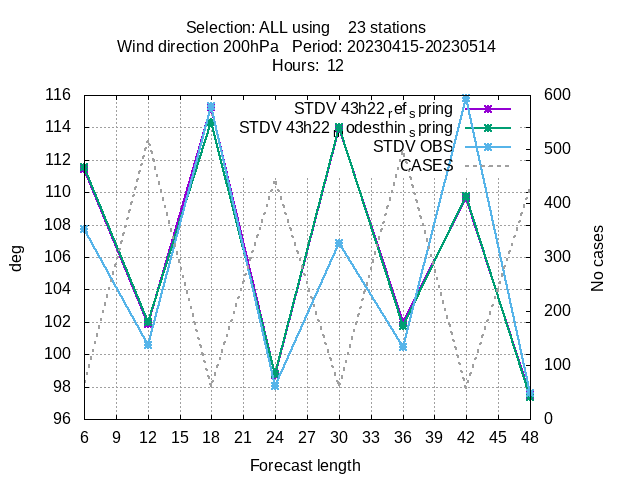 Selection: ALL using    23 stations
Wind direction 200hPa   Period: 20230415-20230514
Hours: 12
116
114
112
110
108
106
104
102
100
98
96
600
500
400
300
200
100
0
STDV 43h22 ref spring
STDV 43h22 nodesthin spring
STDV OBS
CASES
deg
No cases
6 9 12 15 18 21 24 27 30 33 36 39 42 45 48
Forecast length